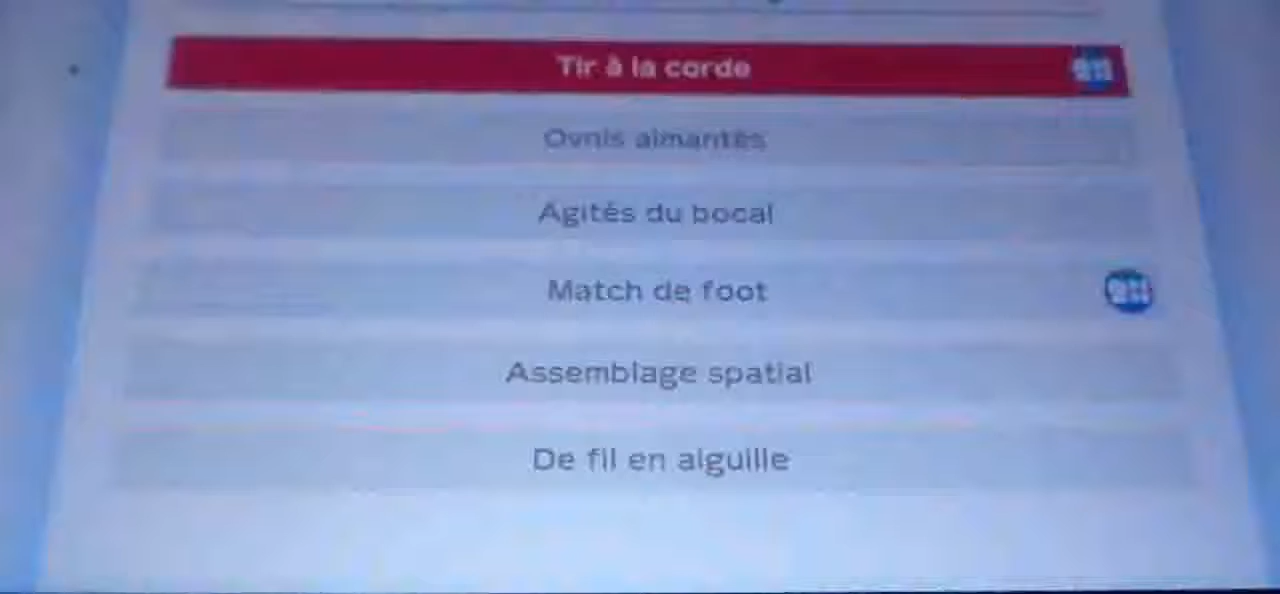 Tir à la corde
Ovnis aimantés
Agités du bocal
Match de foot
Assemblage spatial
De fil en aiguille